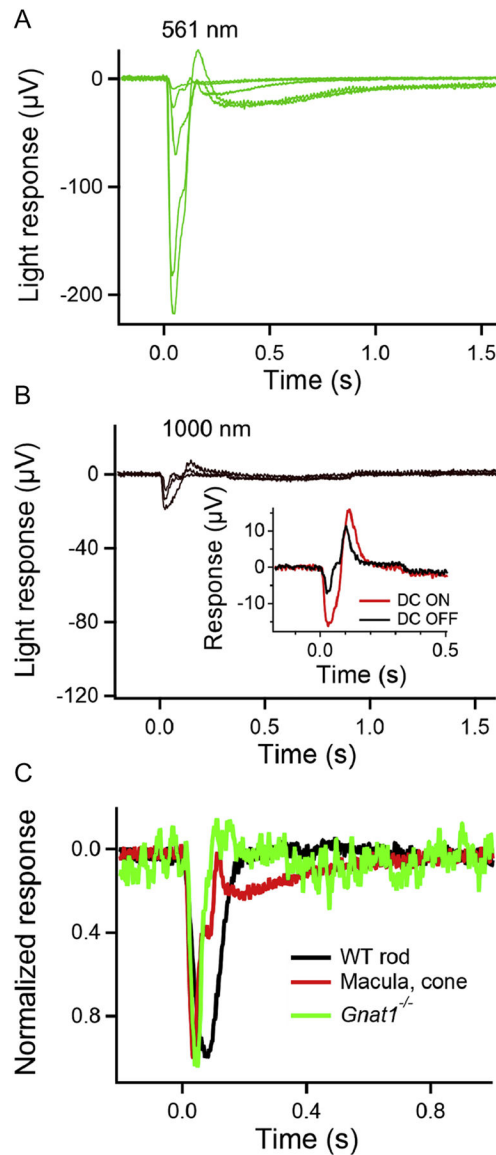 A
561 nm
Light response (µV)
0
-100
-200
0.0
0.5
1.0
1.5
Time (s)
B
1000 nm
Light response (µV)
0
-40
-80
-120
Response (µV)
10
0
-10
DC ON
DC OFF
0.0
0.5
Time (s)
0.0
0.5
1.0
1.5
Time (s)
C
Normalized response
0.0
0.4
0.8
WT rod
Macula, cone
Gnat1-/-
0.0
0.4
0.8
Time (s)